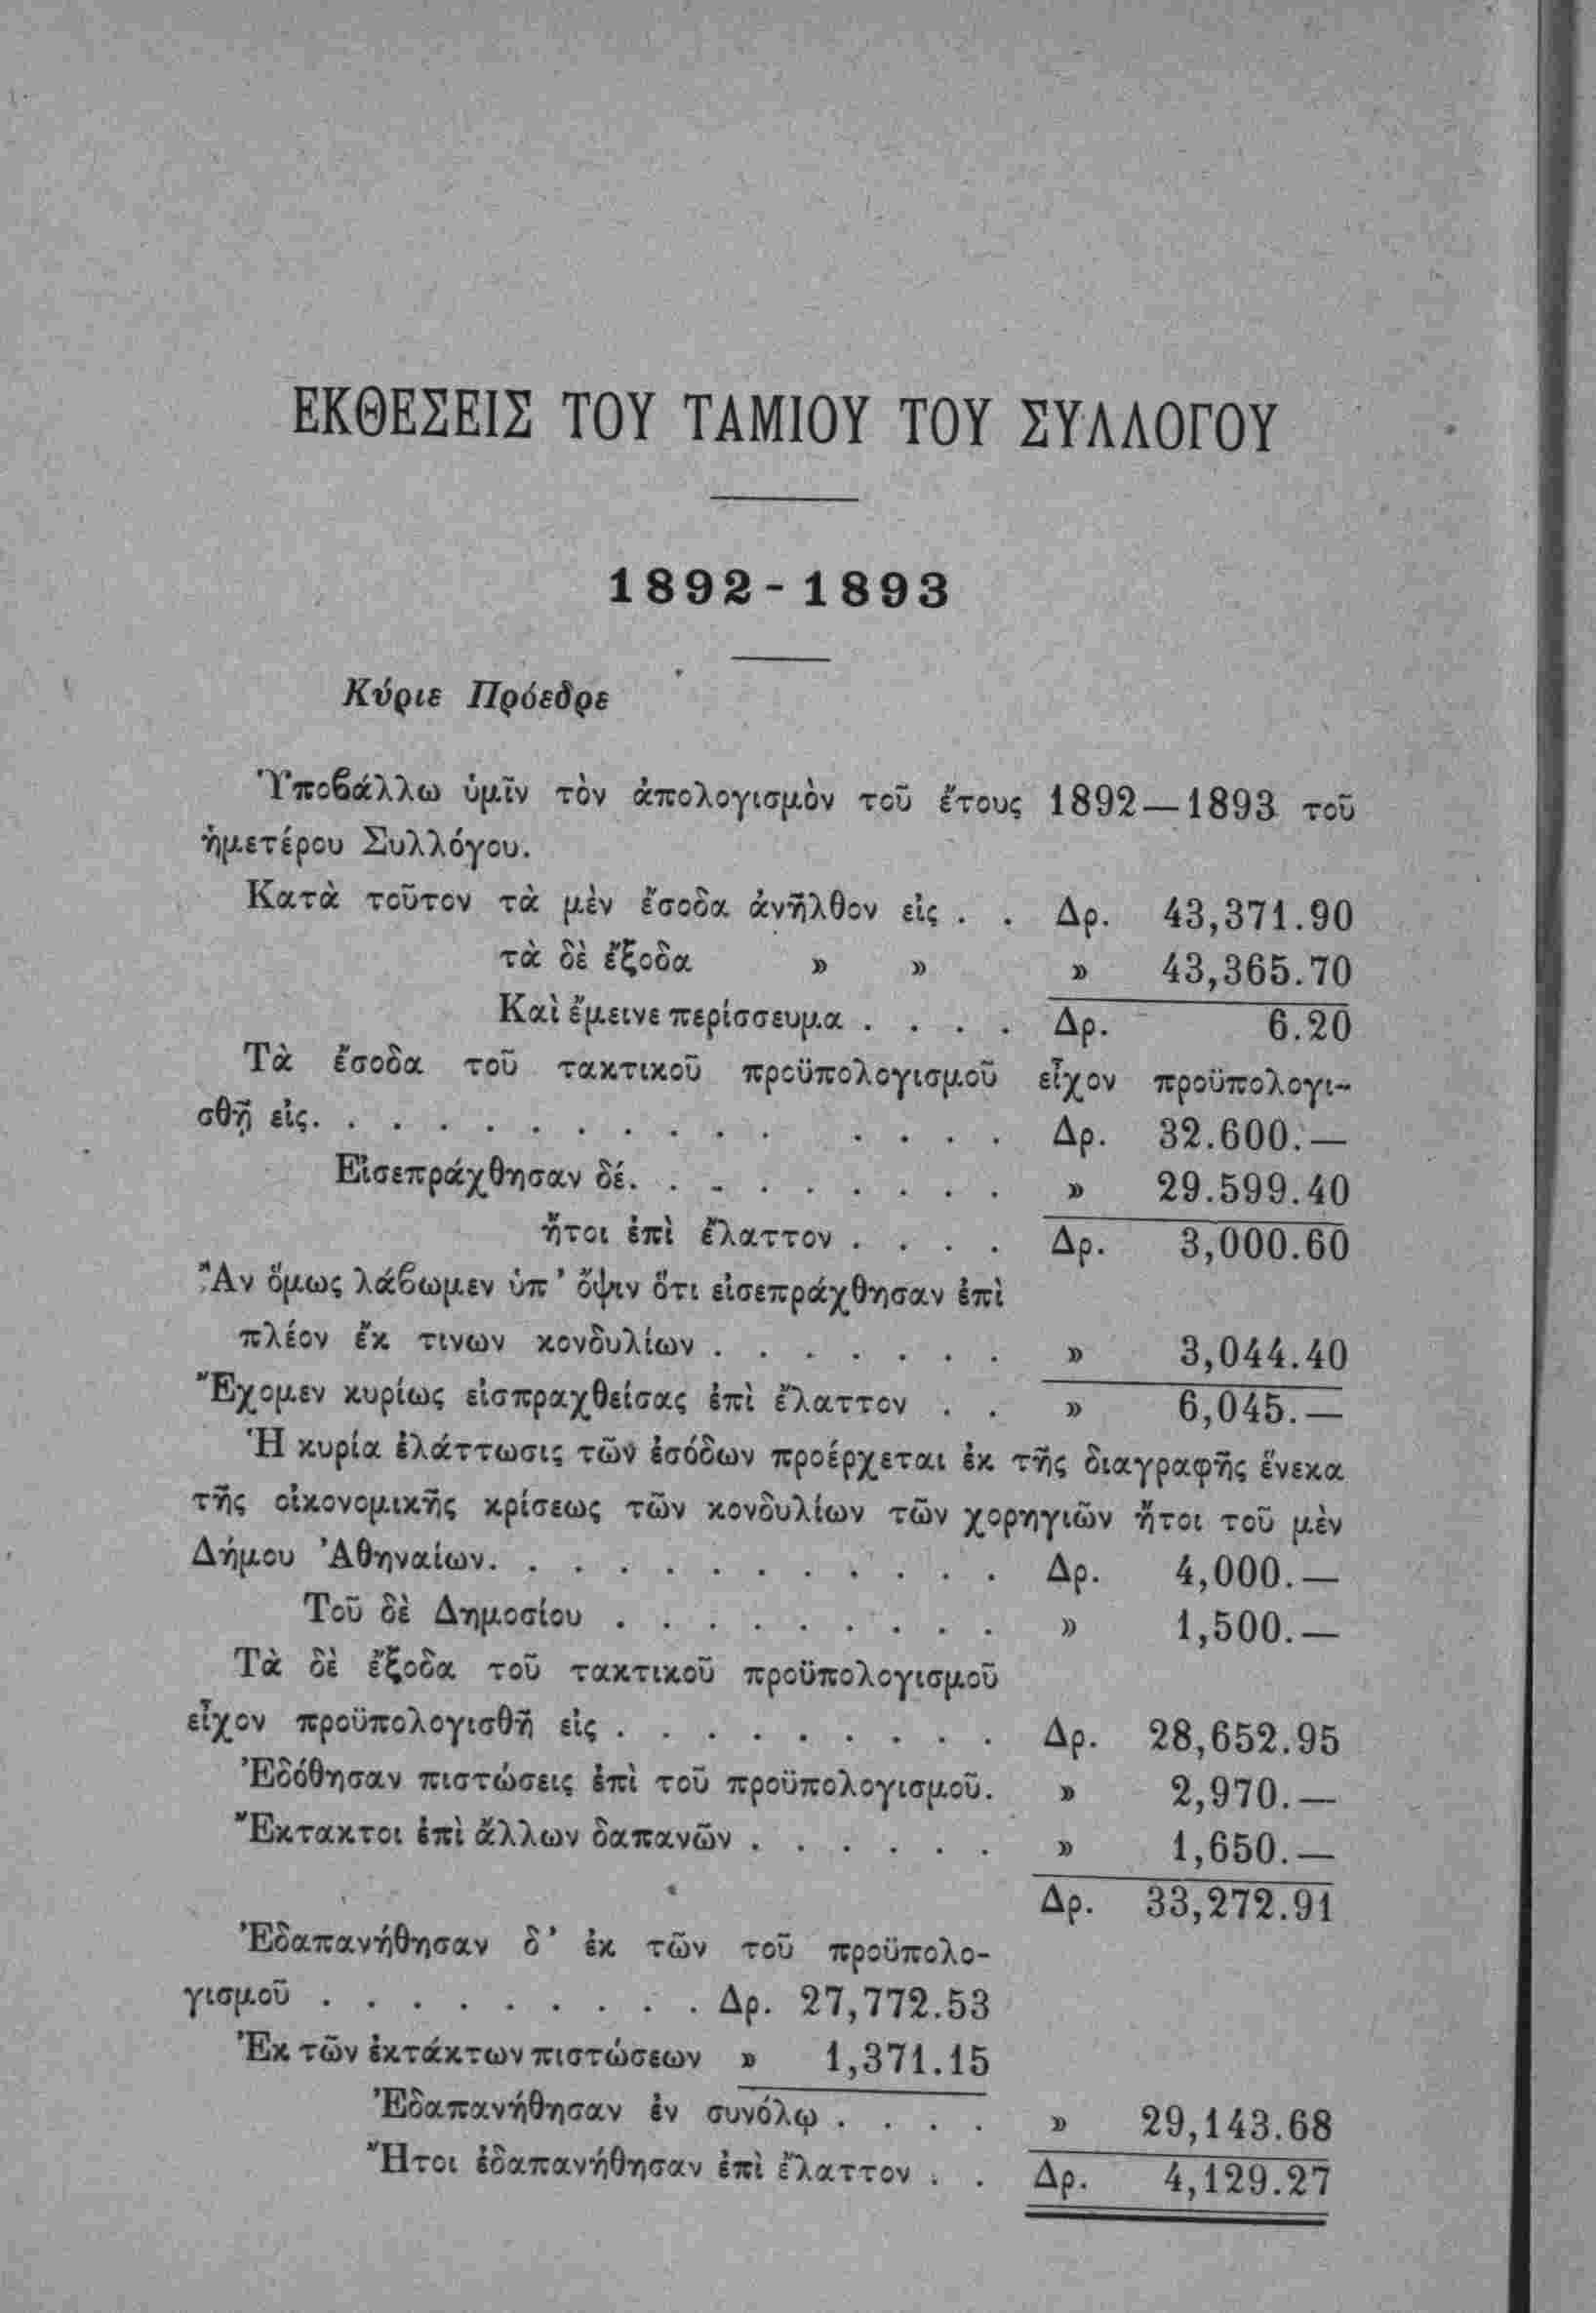 ΕΚΘΕΣΕΙΣ ΤΟΥ ΤΑΜΙΟΥ ΤΟΥ ΣΥΛΛΟΓΟΥ
1892-1893
Κύριε Πρόεδρε
Ὑποβάλλω ὑμῖν τὸν ἀπολογισμὸν τοῦ ἔτους 1892—1893 τοῦ
ἡμετέρου Συλλόγου.
Κατὰ τοῦτον τὰ μὲν ἔσοδα ἀνῆλθον εἰς . . Δρ. 43,371.90
τὰ δὲ ἔξοδα » » » 43,365.70
Καὶ ἔμεινε περίσσευμα . . . . Δρ. 6.20
Τὰ ἔσοδα τοῦ τακτικοῦ προϋπολογισμοῦ εἶχον προϋπολογι-
σθῇ εἰς. . . . . . . . . . . . . . . Δρ. 32.600.—
Εἰσεπράχθησαν δέ. . . . . . . . . » 29.599.40
ἤτοι ἐπὶ ἔλαττον . . . . Δρ. 3,000.60
Ἂν ὅμως λάβωμεν ὑπ' ὄψιν ὅτι εἰσεπράχθησαν ἐπὶ
πλέον ἔκ τινων κονδυλίων . . . . . . . » 3,044.40
Ἔχομεν κυρίως εἰσπραχθείσας ἐπὶ ἔλαττον . . » 6,045.—
Ἡ κυρία ἐλάττωσις τῶν ἐσόδων προέρχεται ἐκ τῆς διαγραφῆς ἕνεκα
τῆς οἰκονομικῆς κρίσεως τῶν κονδυλίων τῶν χορηγιῶν ἤτοι τοῦ μὲν
Δήμου Ἀθηναίων. . . . . . . . . . . . Δρ. 4,000.—
Τοῦ δὲ Δημοσίου . . . . . . . . . » 1,500.—
Τὰ δὲ ἔξοδα τοῦ τακτικοῦ προϋπολογισμοῦ
εἶχον προϋπολογισθῆ εἰς . . . . . . . . . Δρ. 28,652.95
Ἐδόθησαν πιστώσεις ἐπὶ τοῦ προϋπολογισμοῦ. » 2,970.—
Ἔκτακτοι ἐπὶ ἄλλων δαπανῶν . . . . . . » 1,650.—
Δρ. 33,272.91
Ἐδαπανήθησαν δ' ἐκ τῶν τοῦ προϋπολο-
γισμοῦ . . . . . . . . . Δρ. 27,772.53
Ἐκ τῶν ἐκτάκτων πιστώσεων » 1,371.15
Ἐδαπανήθησαν ἐν συνόλῳ . . . . » 29,143.68
Ἤτοι ἐδαπανήθησαν ἐπὶ ἔλαττον . . Δρ. 4,129.27